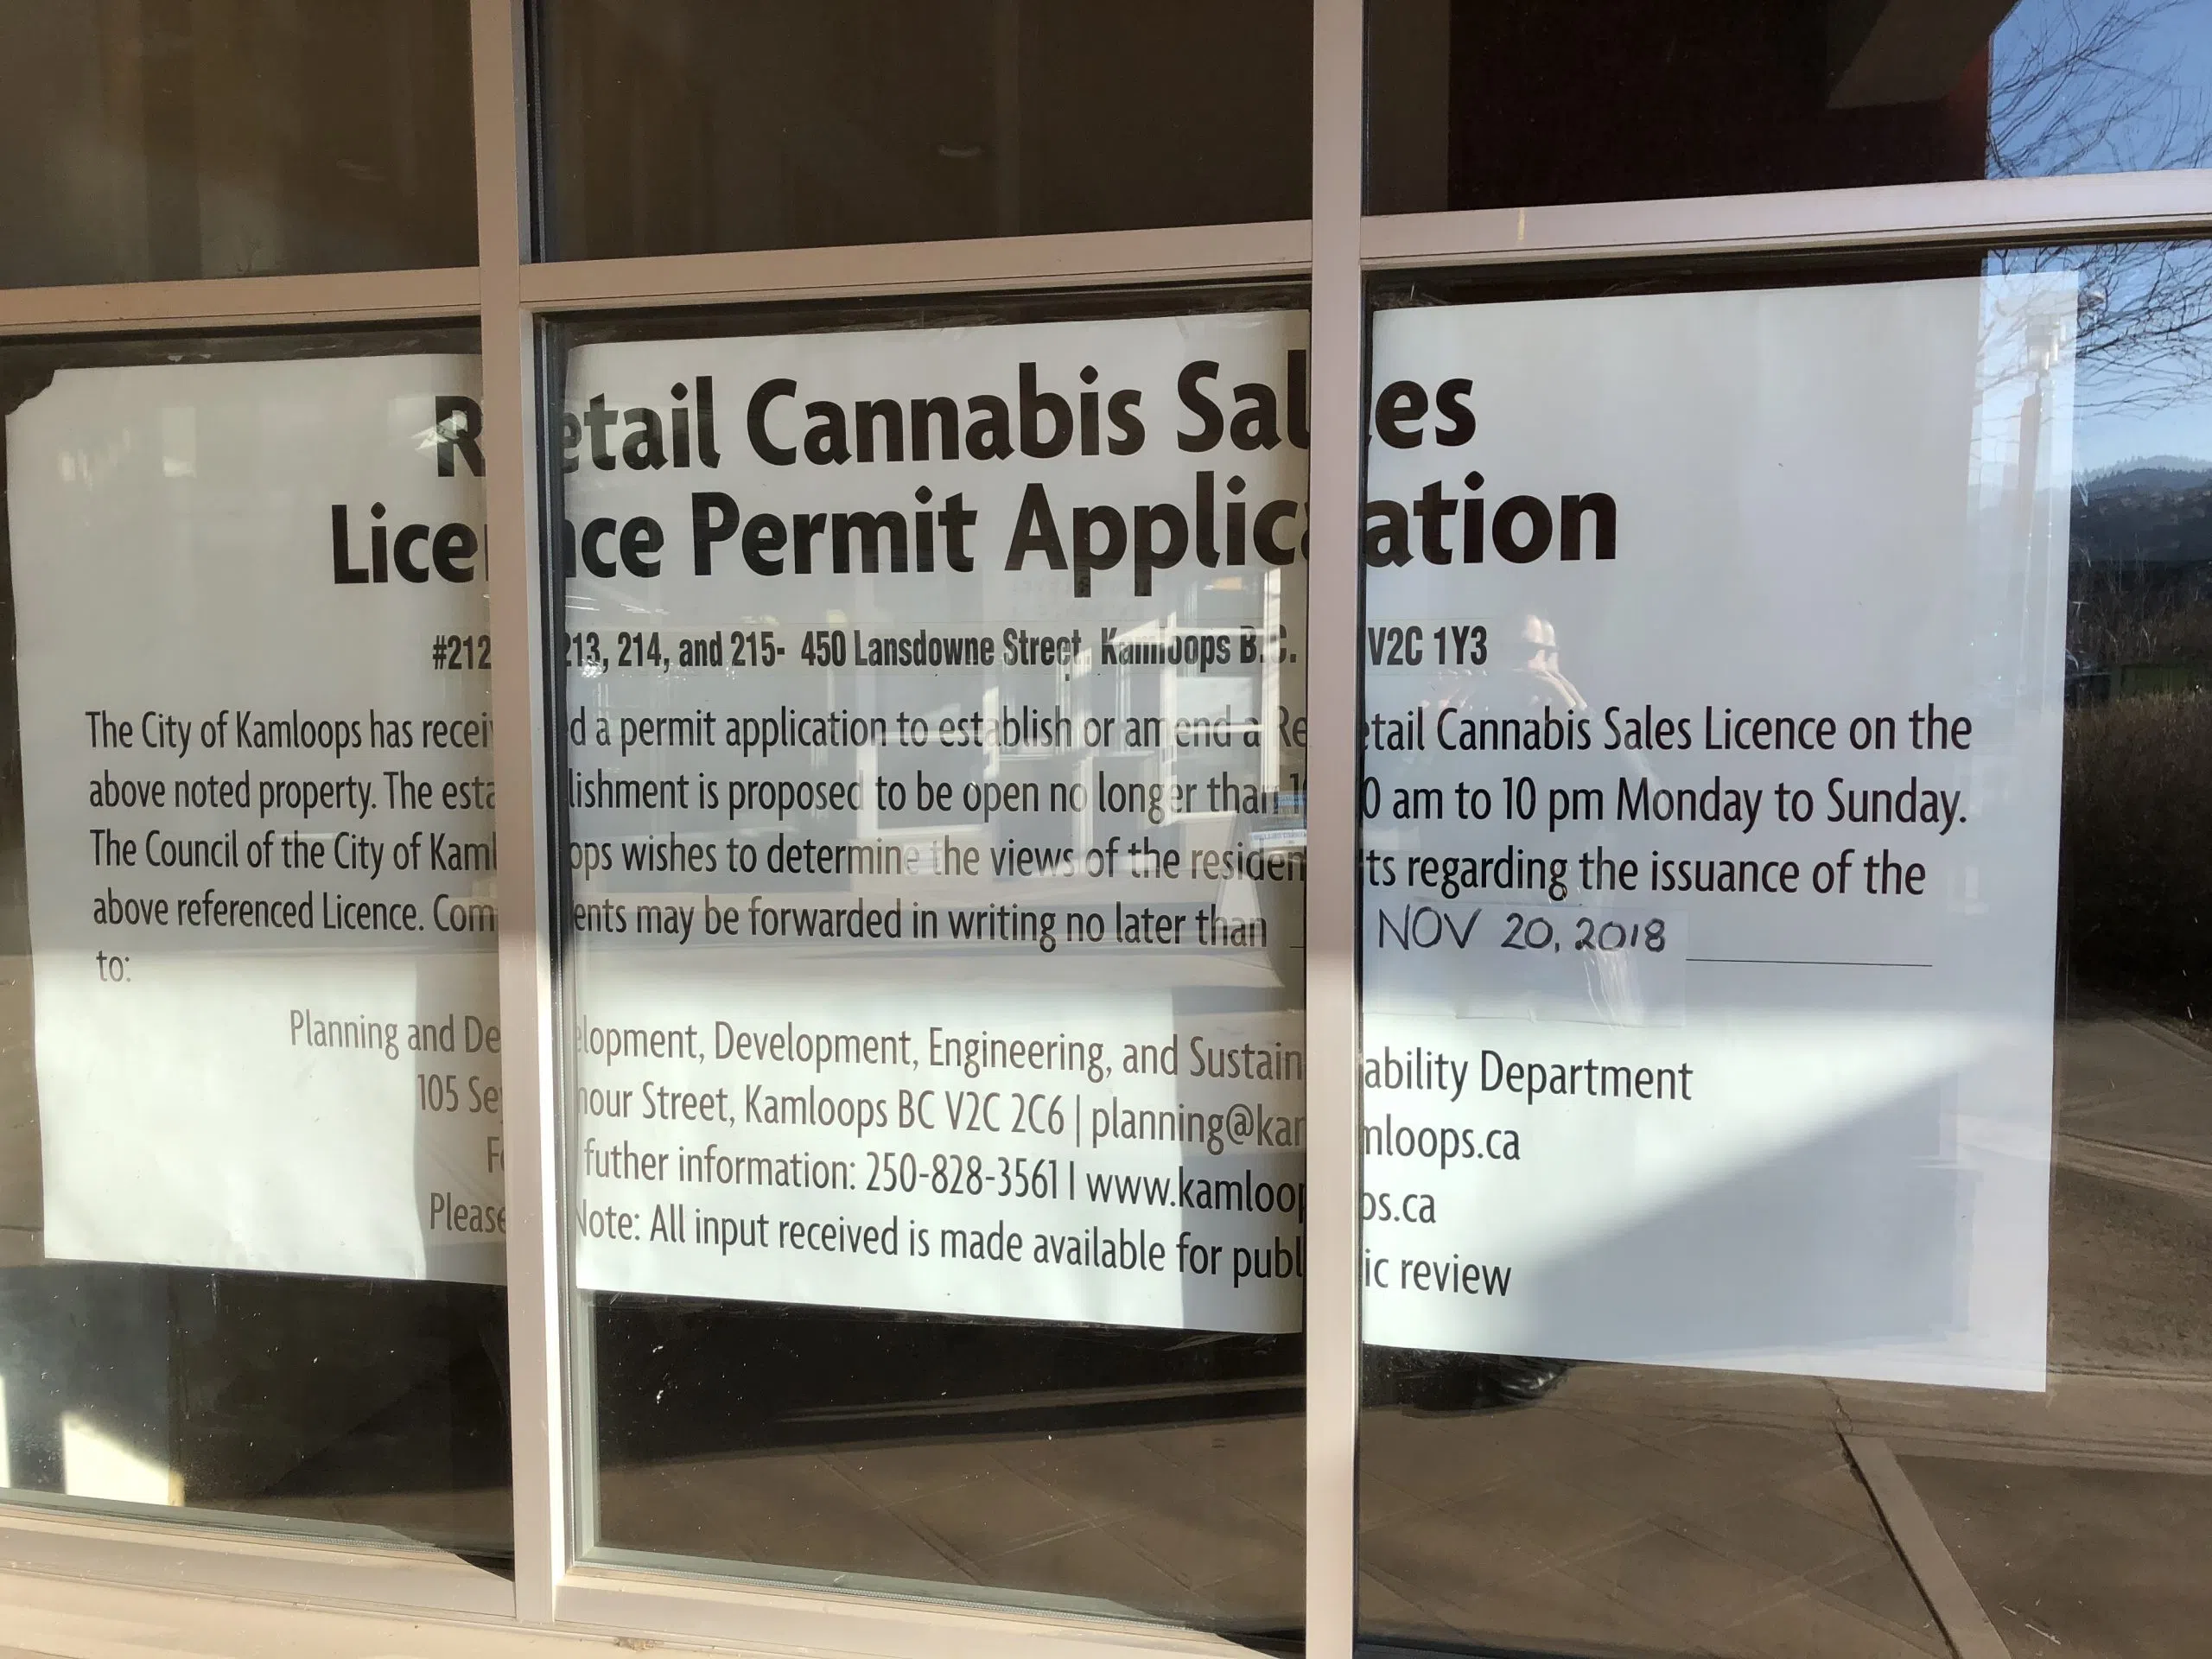 Retail Cannabis Sales
Licence Permit Application
#212, 213, 214, and 215- 450 Lansdowne Street, Kamloops B.C. V2C 1Y3
The City of Kamloops has received a permit application to establish or amend a Retail Cannabis Sales Licence on the
above noted property. The establishment is proposed to be open no longer than 10 am to 10 pm Monday to Sunday.
The Council of the City of Kamloops wishes to determine the views of the residents regarding the issuance of the
above referenced Licence. Comments may be forwarded in writing no later than NOV 20, 2018
to:
Planning and Development, Development, Engineering, and Sustainability Department
105 Seymour Street, Kamloops BC V2C 2C6 | planning@kamloops.ca
For futher information: 250-828-3561 | www.kamloops.ca
Please Note: All input received is made available for public review